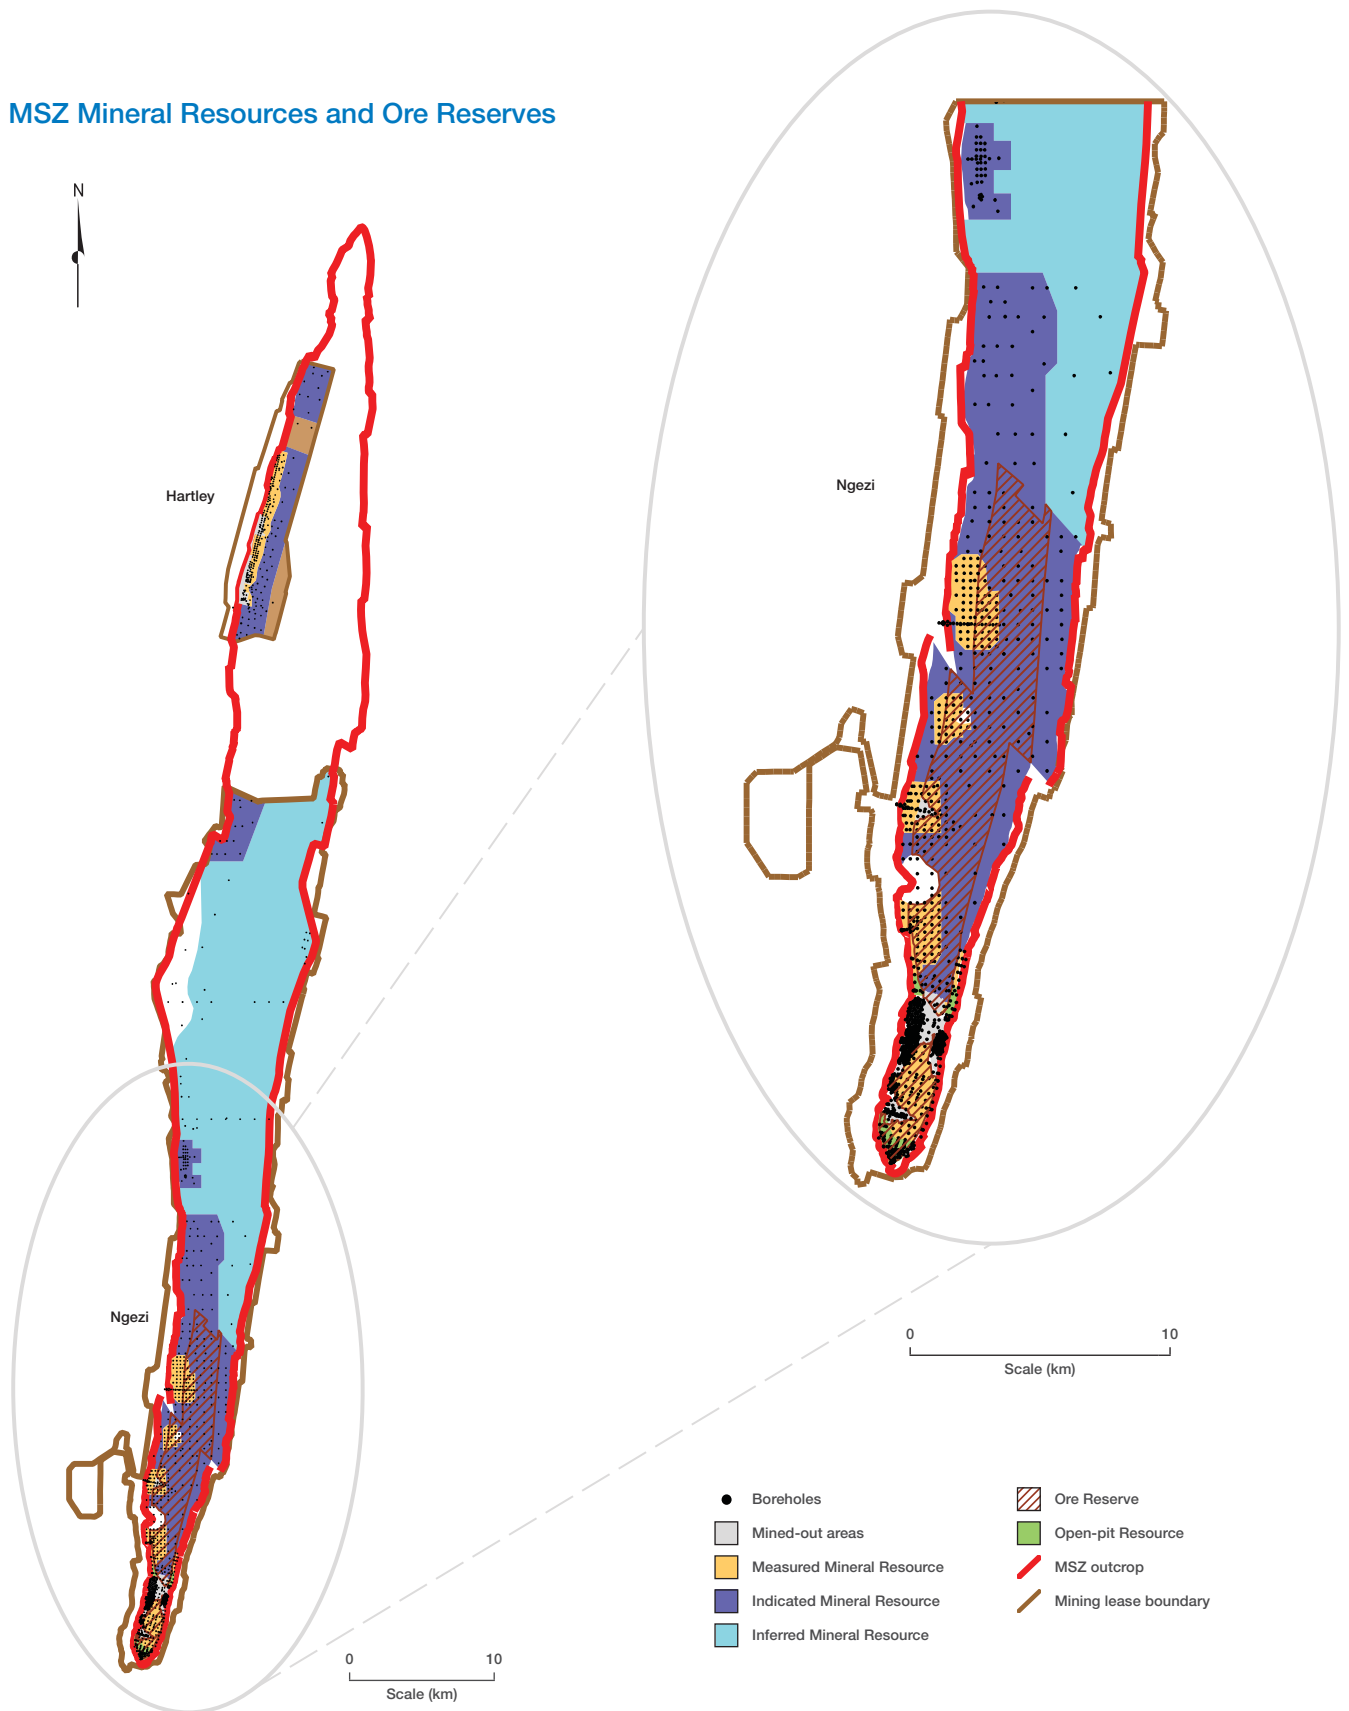 MSZ Mineral Resources and Ore Reserves
N
Hartley
Ngezi
Ngezi
0 10
Scale (km)
0 10
Scale (km)
Boreholes
Mined-out areas
Measured Mineral Resource
Indicated Mineral Resource
Inferred Mineral Resource
Ore Reserve
Open-pit Resource
MSZ outcrop
Mining lease boundary